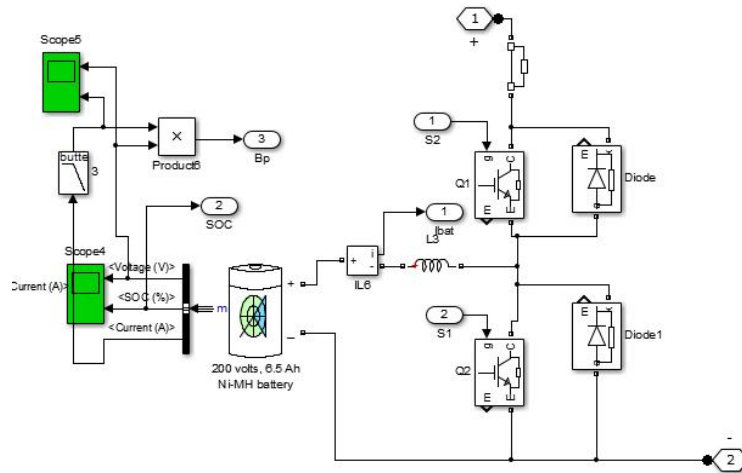 1
+
Scope5
butte
3
×
Product6
3
Bp
1
S2
g
C
Q1
m
E
m
k
Diode
2
SOC
1
Ibat
L3
Scope4
Current (A)>
<Voltage (V)>
<SOC (%)>
<Current (A)>
m
+
_
+
i
-
IL6
2
S1
g
C
Q2
m
E
m
k
Diode1
200 volts, 6.5 Ah
Ni-MH battery
-
2